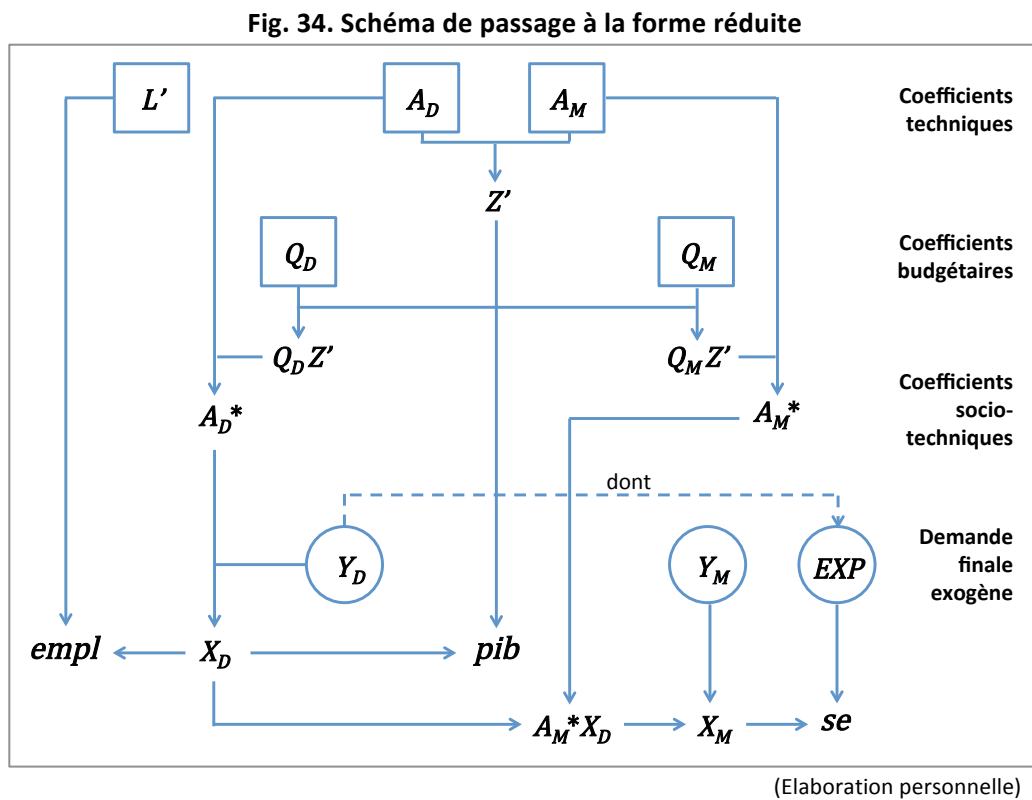 Fig. 34. Schéma de passage à la forme réduite
L’
A_D
A_M
Coefficients
techniques
Z’
Q_D
Q_M
Coefficients
budgétaires
Q_D Z’
Q_M Z’
Coefficients
socio-
techniques
A_D*
A_M*
dont
Y_D
Y_M
EXP
Demande
finale
exogène
empl
X_D
pib
A_M*X_D
X_M
se
(Elaboration personnelle)